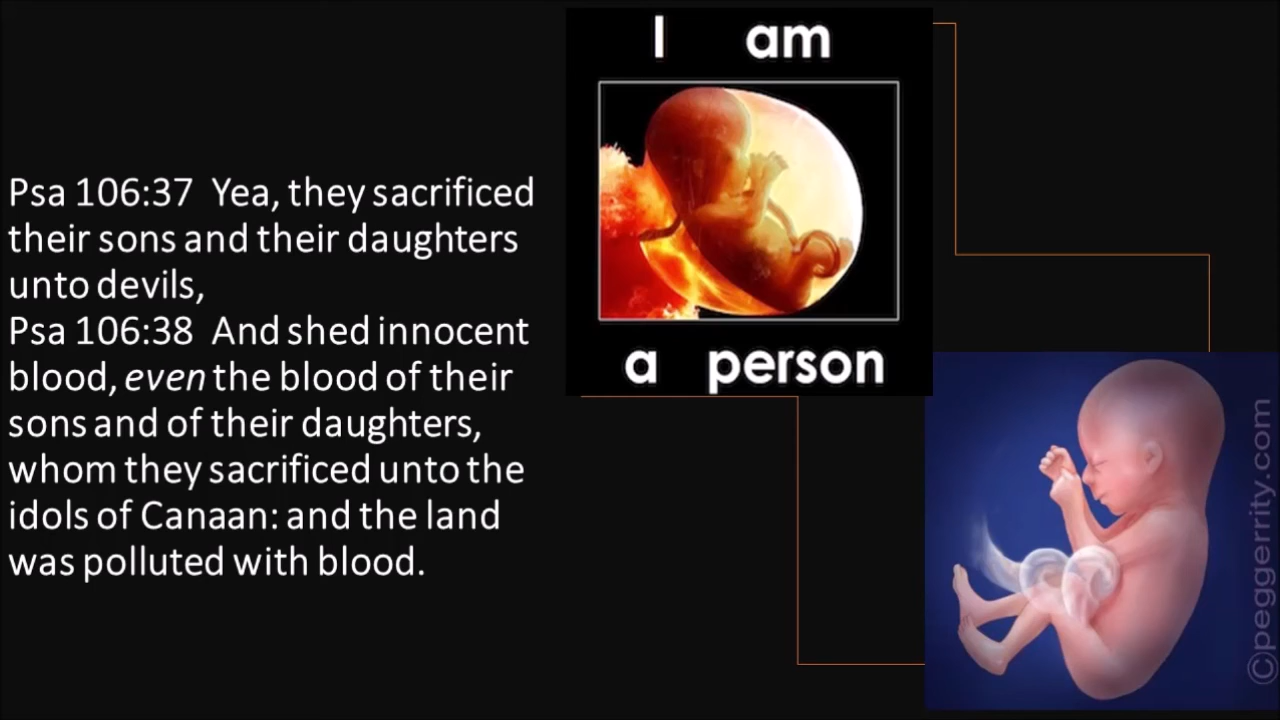 Psa 106:37 Yea, they sacrificed
their sons and their daughters
unto devils,
Psa 106:38 And shed innocent
blood, even the blood of their
sons and of their daughters,
whom they sacrificed unto the
idols of Canaan: and the land
was polluted with blood.
I am
a person
©peggerrity.com